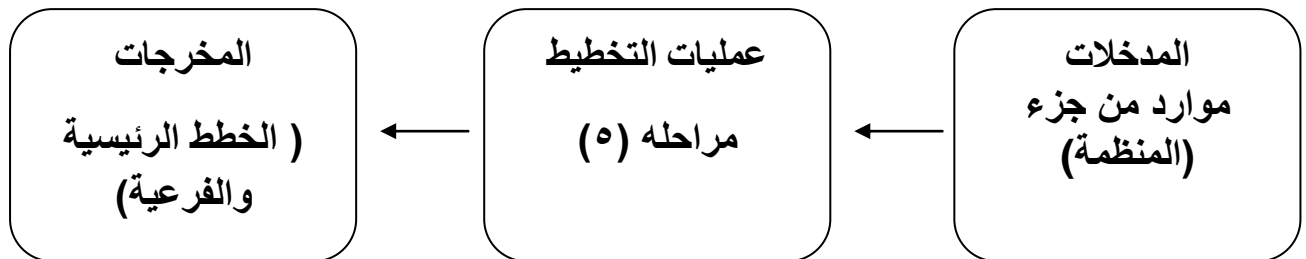 المدخلات
موارد من جزء
(المنظمة)
عمليات التخطيط
مراحله (٥)
المخرجات
( الخطط الرئيسية
والفرعية)